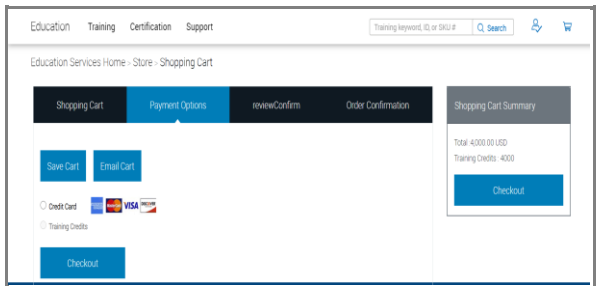 Education Training Certification Support Training keyword, ID, or SKU # Search
Education Services Home > Store > Shopping Cart
Shopping Cart Payment Options reviewConfirm Order Confirmation
Shopping Cart Summary
Total 4,000.00 USD
Training Credits : 4000
Checkout
Save Cart Email Cart
Credit Card VISA
Training Credits
Checkout